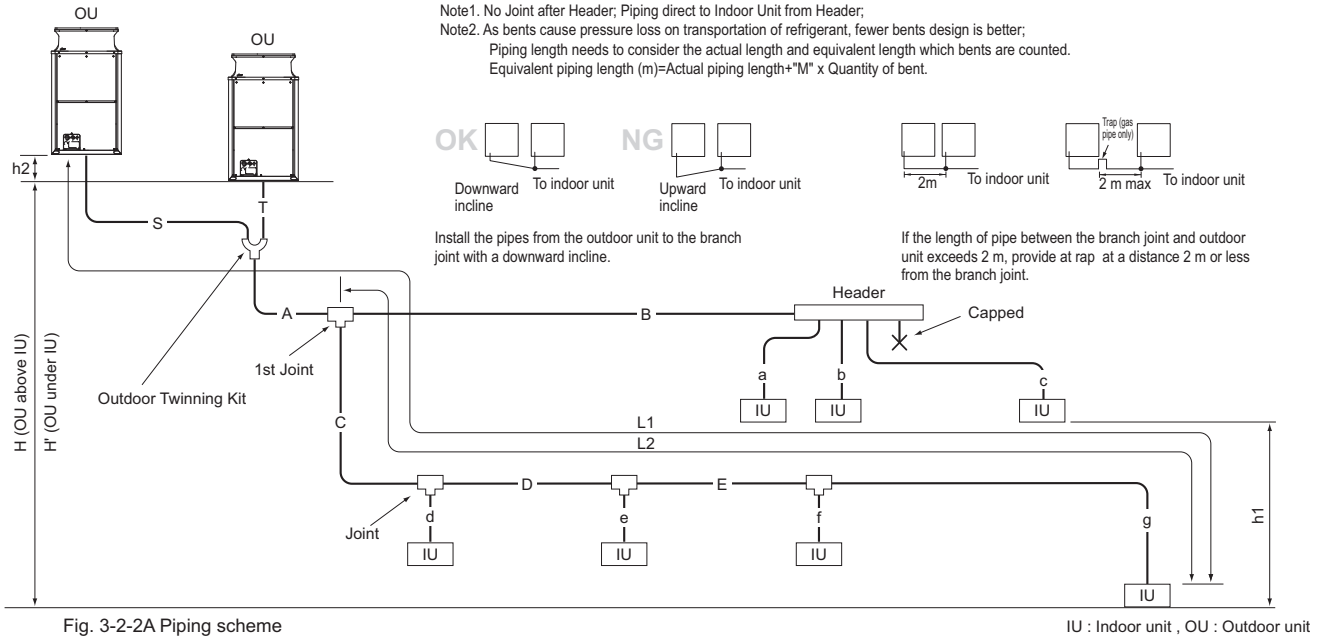 OU
OU
Note1. No Joint after Header; Piping direct to Indoor Unit from Header;
Note2. As bents cause pressure loss on transportation of refrigerant, fewer bents design is better;
Piping length needs to consider the actual length and equivalent length which bents are counted.
Equivalent piping length (m)=Actual piping length+"M" x Quantity of bent.
OK
Downward
incline
To indoor unit
NG
Upward
incline
To indoor unit
2m
To indoor unit
Trap (gas
pipe only)
2 m max
To indoor unit
Install the pipes from the outdoor unit to the branch
joint with a downward incline.
If the length of pipe between the branch joint and outdoor
unit exceeds 2 m, provide at rap at a distance 2 m or less
from the branch joint.
h2
S
T
A
B
Header
Capped
1st Joint
Outdoor Twinning Kit
H (OU above IU)
H' (OU under IU)
a
b
c
IU
IU
IU
C
L1
L2
D
E
Joint
d
e
f
g
h1
IU
IU
IU
IU
Fig. 3-2-2A Piping scheme
IU : Indoor unit , OU : Outdoor unit